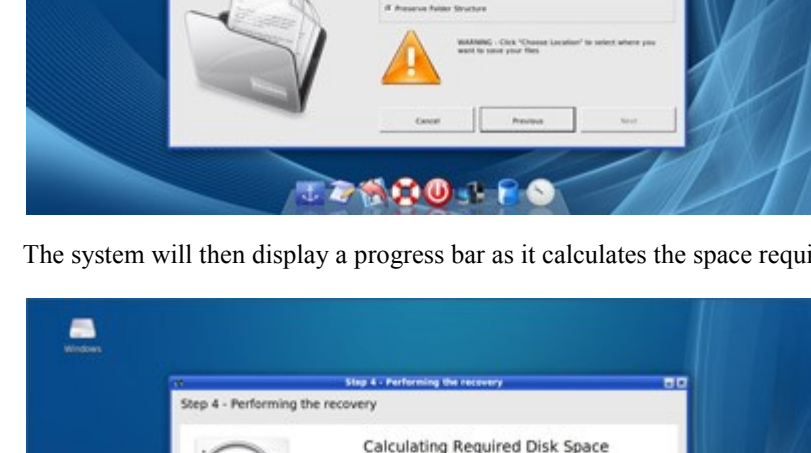 Preserve Folder Structure
WARNING - Click "Choose Location" to select where you
want to save your files
Cancel
Previous
Next
The system will then display a progress bar as it calculates the space requi
Windows
Step 4 - Performing the recovery
Step 4 - Performing the recovery
Calculating Required Disk Space